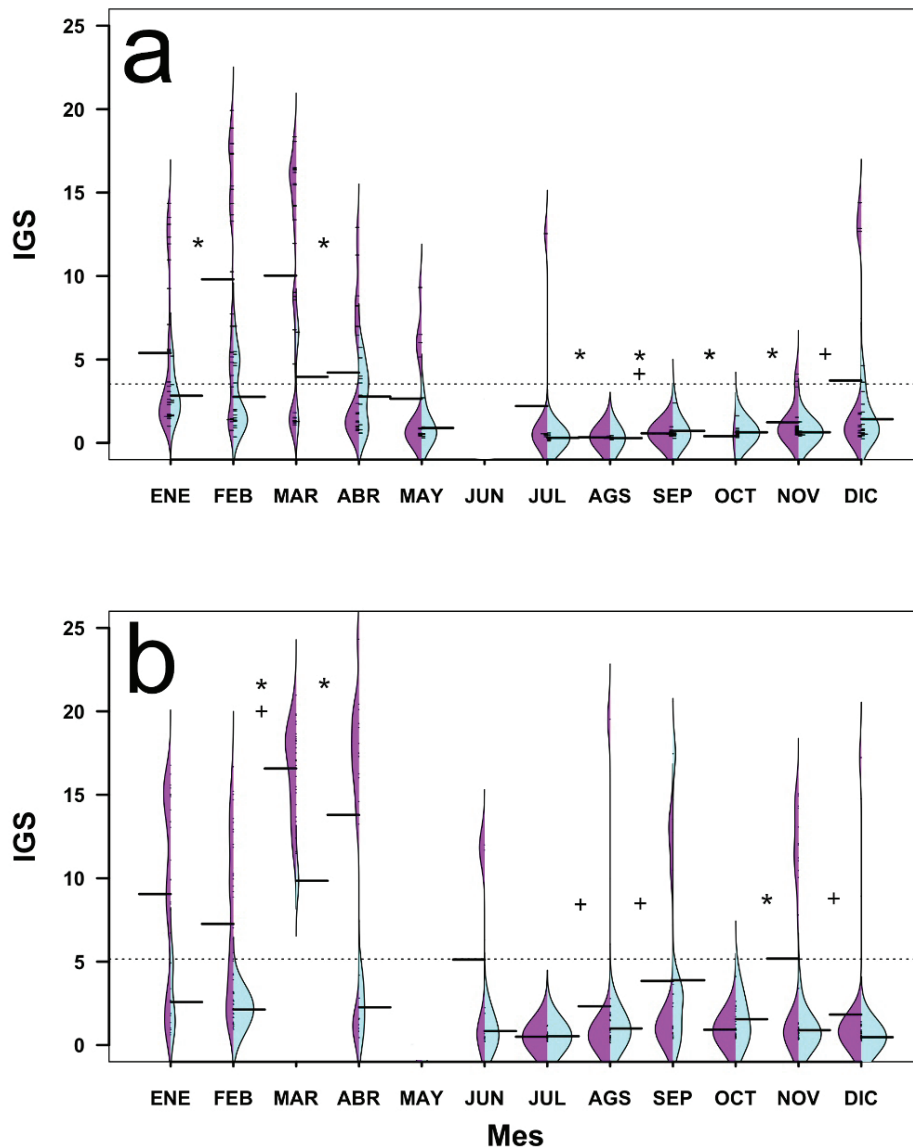 a
25
20
15
10
5
0
IGS
* * * * * *
+ +
ENE FEB MAR ABR MAY JUN JUL AGS SEP OCT NOV DIC
b
25
20
15
10
5
0
IGS
* *
+
+ + * +
ENE FEB MAR ABR MAY JUN JUL AGS SEP OCT NOV DIC
Mes